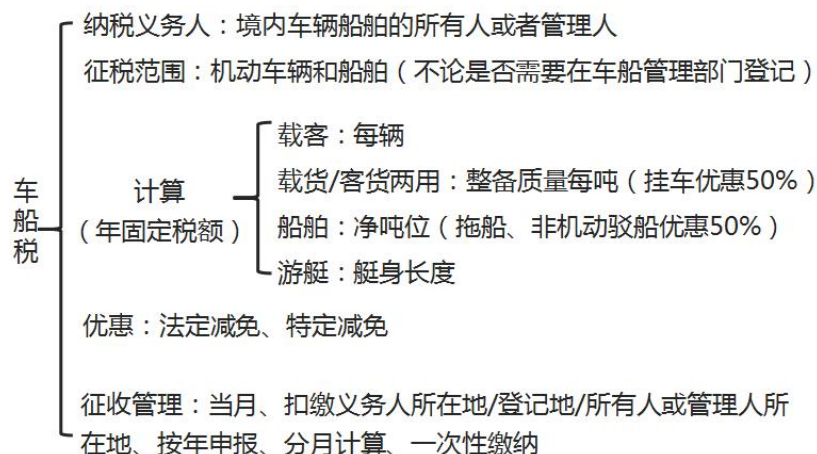 纳税义务人：境内车辆船舶的所有人或者管理人
征税范围：机动车辆和船舶（不论是否需要在车船管理部门登记）
车船税
计算
（年固定税额）
载客：每辆
载货/客货两用：整备质量每吨（挂车优惠50%）
船舶：净吨位（拖船、非机动驳船优惠50%）
游艇：艇身长度
优惠：法定减免、特定减免
征收管理：当月、扣缴义务人所在地/登记地/所有人或管理人所
在地、按年申报、分月计算、一次性缴纳